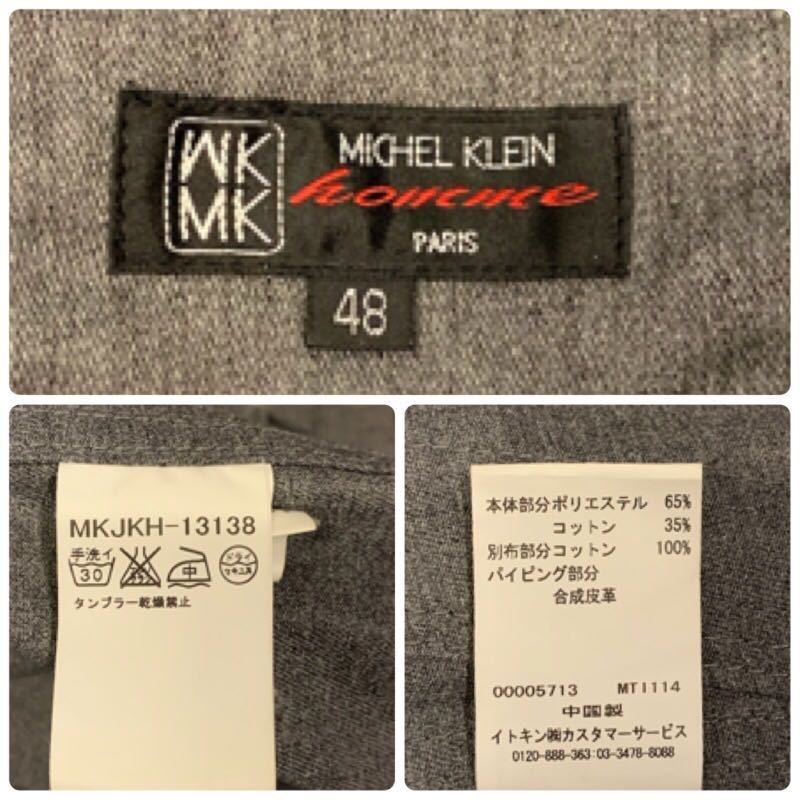 MK
MK
MICHEL KLEIN
homme
PARIS
48
MKJKH-13138
手洗イ
30
中
ドライ
タンブラー乾燥禁止
本体部分ポリエステル 65%
コットン 35%
別布部分コットン 100%
パイピング部分
合成皮革
00005713 MTI114
中国製
イトキン㈱カスタマーサービス
0120-888-363:03-3478-8088